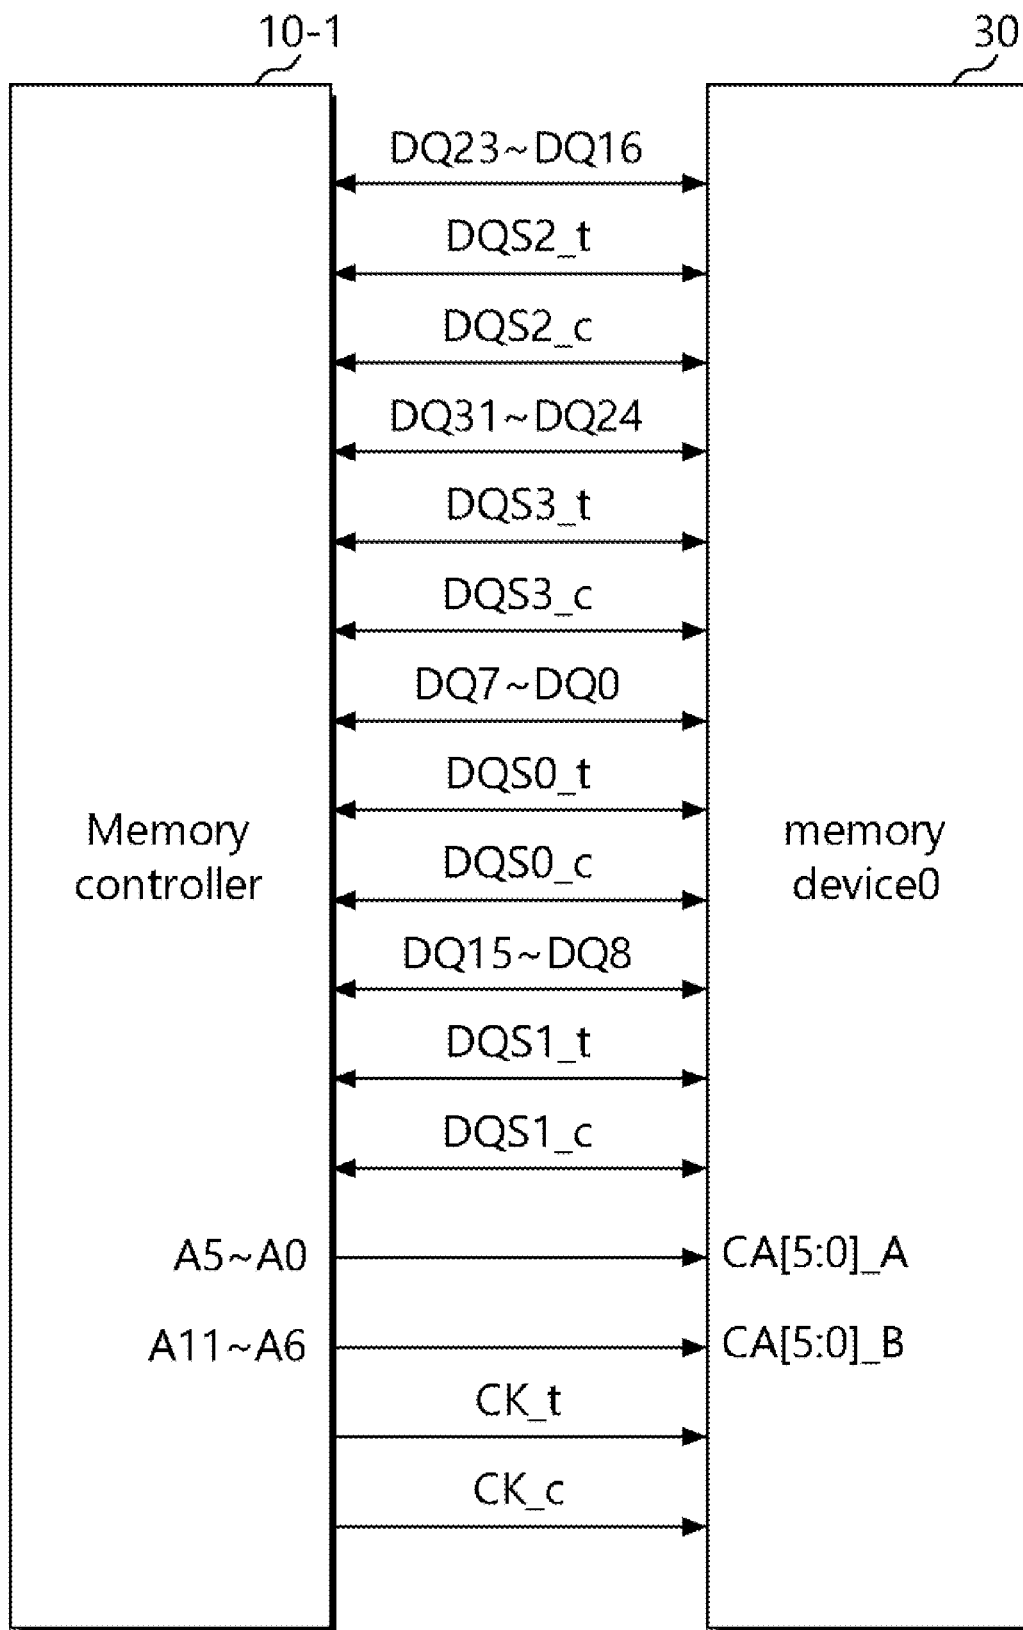 10-1
30
DQ23~DQ16
DQS2_t
DQS2_c
DQ31~DQ24
DQS3_t
DQS3_c
DQ7~DQ0
DQS0_t
Memory
controller
memory
device0
DQS0_c
DQ15~DQ8
DQS1_t
DQS1_c
A5~A0
CA[5:0]_A
A11~A6
CA[5:0]_B
CK_t
CK_c